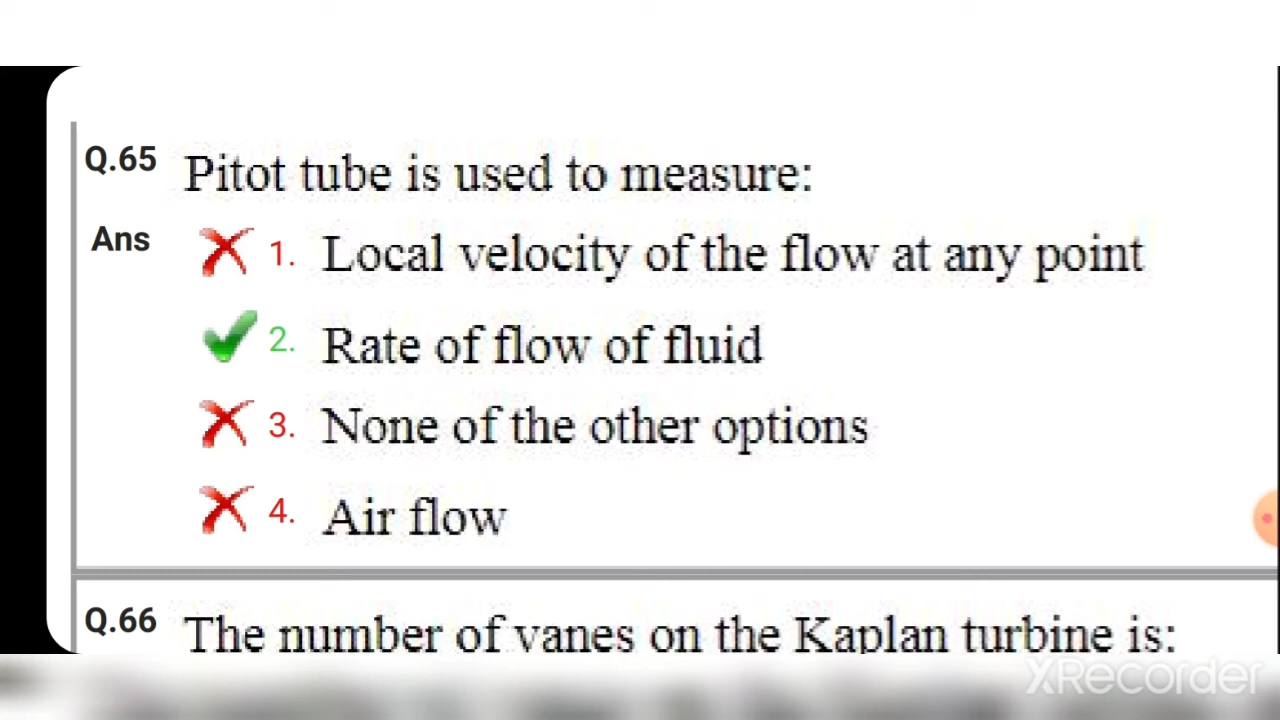 Q.65 Pitot tube is used to measure:
Ans 1. Local velocity of the flow at any point
2. Rate of flow of fluid
3. None of the other options
4. Air flow
Q.66 The number of vanes on the Kaplan turbine is:
XRecorder